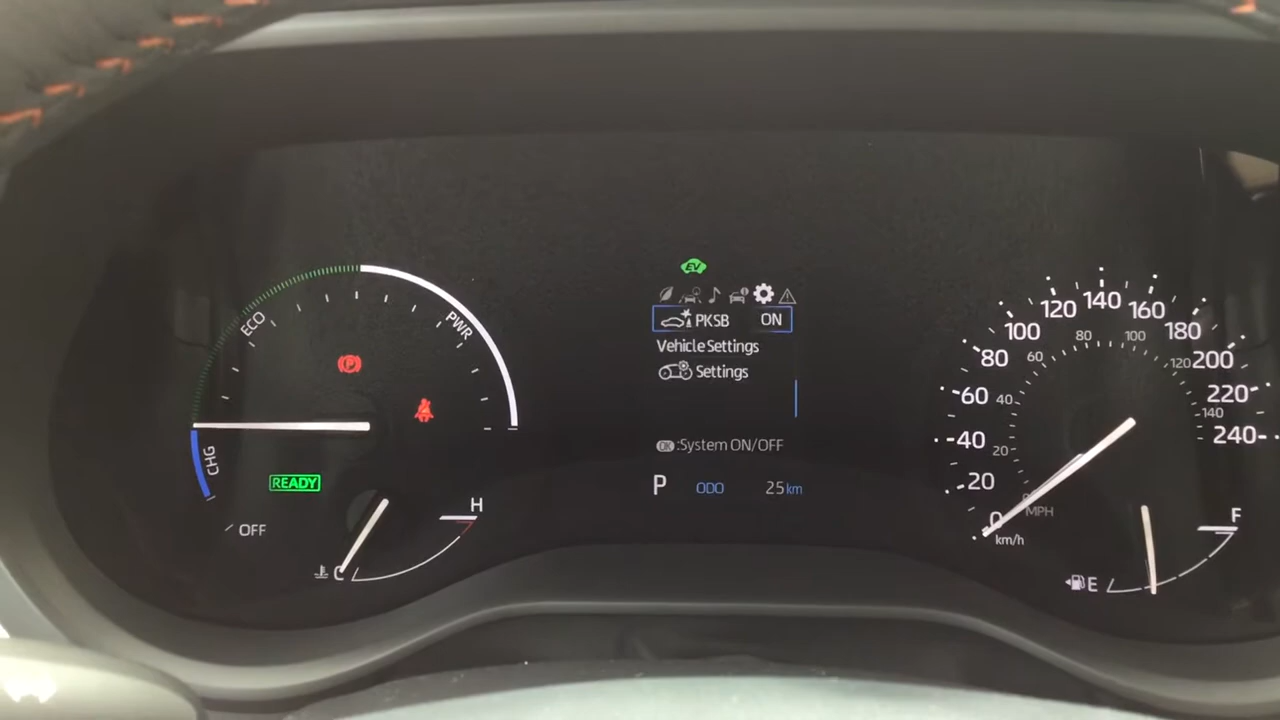 ECO
PWR
CHG
READY
OFF
C
H
EV
PKSB ON
Vehicle Settings
Settings
OK :System ON/OFF
P ODO 25 km
0
20
40
60
80
100
120
140
160
180
200
220
240
20
40
60
80
100
120
140
MPH
km/h
E
F
P